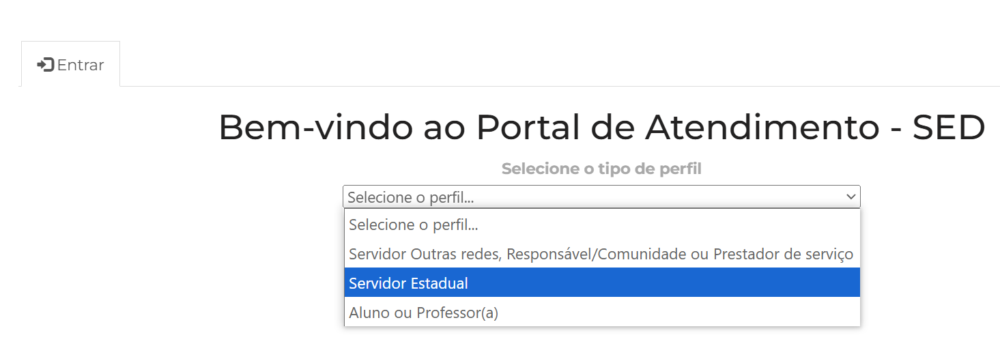 Entrar
Bem-vindo ao Portal de Atendimento - SED
Selecione o tipo de perfil
Selecione o perfil...
Selecione o perfil...
Servidor Outras redes, Responsável/Comunidade ou Prestador de serviço
Servidor Estadual
Aluno ou Professor(a)